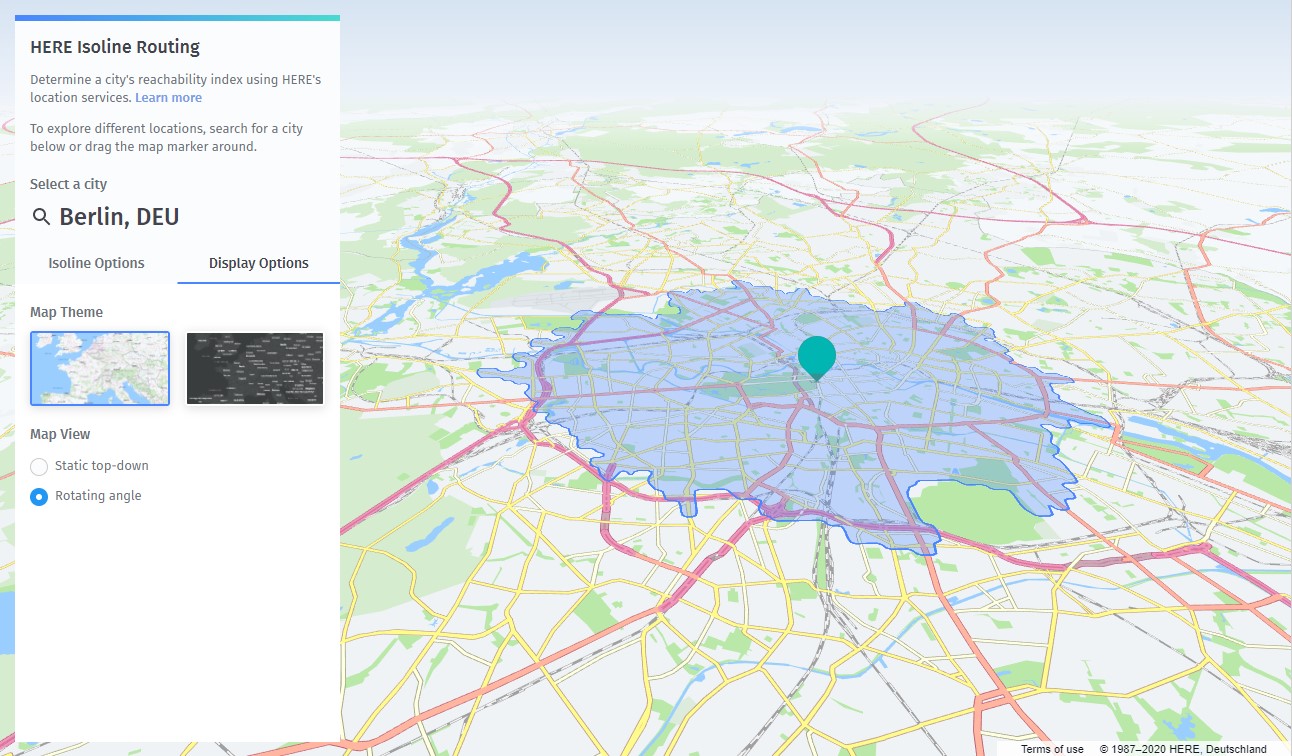 HERE Isoline Routing
Determine a city's reachability index using HERE's
location services. Learn more
To explore different locations, search for a city
below or drag the map marker around.
Select a city
Berlin, DEU
Isoline Options
Display Options
Map Theme
Map View
Static top-down
Rotating angle
Terms of use
© 1987–2020 HERE, Deutschland